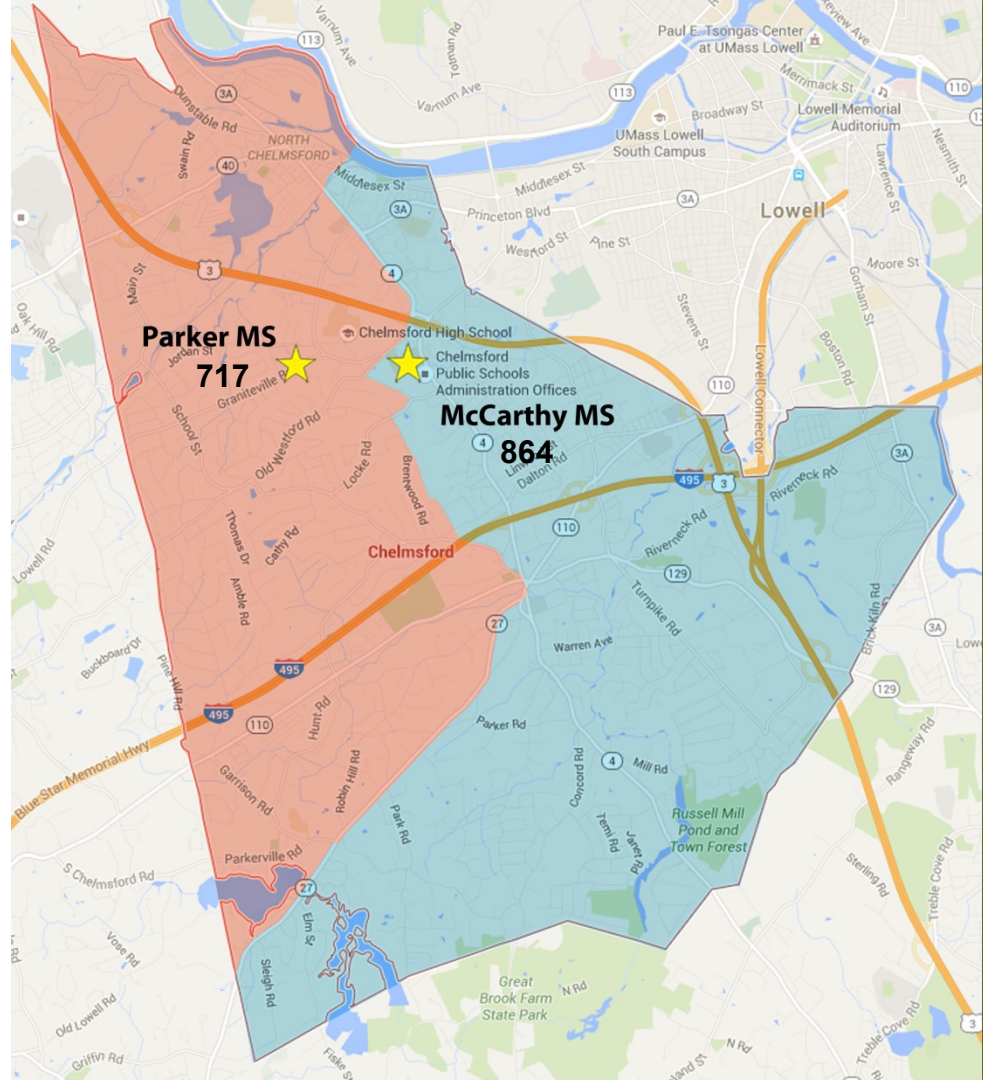 Varnum Ave
113
Tolman Rd
Paul E. Tsongas Center
at UMass Lowell
3A
Dunstable Rd
Varnum Ave
113
Merrimack St
110
Broadway St
Lowell Memorial
Auditorium
Swain Rd
NORTH
CHELMSFORD
UMass Lowell
South Campus
Nesmith St
Lawrence St
40
Middlesex St
Middlesex St
3A
Princeton Blvd
3A
Lowell
Westford St
Pine St
3
4
Moore St
Main St
Gorham St
Oak Hill Rd
Stevens St
Parker MS
717
Jordan St
Chelmsford High School
Chelmsford
Public Schools
Administration Offices
Boston Rd
Graniteville
110
Lowell Connector
School St
McCarthy MS
864
Old Westford Rd
4
Dalton Rd
3A
Locke Rd
Brentwood Rd
495
3
Riverneck Rd
Thomas Dr
Cathy Rd
110
Riverneck Rd
Lowell Rd
Chelmsford
129
Amble Rd
Turnpike Rd
Brick Kiln Rd
27
3A
Warren Ave
Buckboard Dr
Pine Hill Rd
495
495
110
Hunt Rd
129
Parker Rd
Rangeway Rd
Blue Star Memorial Hwy
4
Mill Rd
Concord Rd
Garrison Rd
Robin Hill Rd
Park Rd
Russell Mill
Pond and
Town Forest
Temi Rd
Janet Rd
Parkerville Rd
S Chelmsford Rd
27
Sterling Rd
Treble Cove Rd
Elm St
Vose Rd
Sleigh Rd
Great
Brook Farm
State Park
N Rd
Old Lowell Rd
3
Treble Cove Rd
N Rd
Griffin Rd